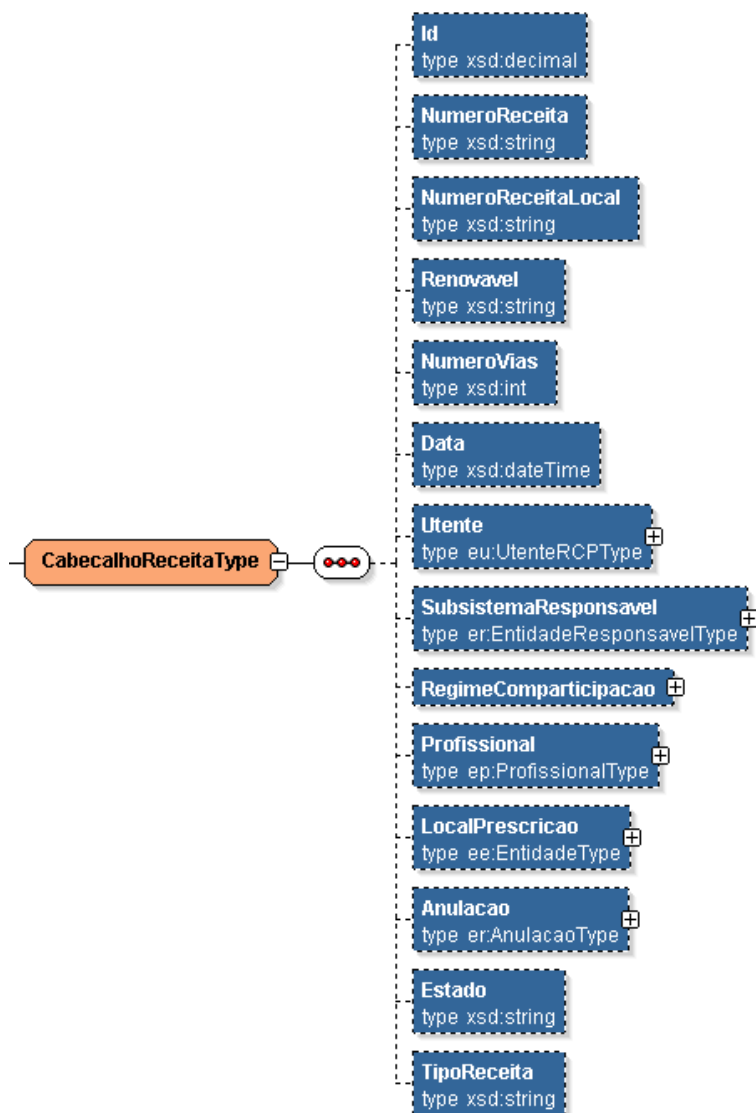 Id
type xsd:decimal
NumeroReceita
type xsd:string
NumeroReceitaLocal
type xsd:string
Renovavel
type xsd:string
NumeroVias
type xsd:int
Data
type xsd:dateTime
Utente
type eu:UtenteRCPType
CabecalhoReceitaType
SubsistemaResponsavel
type er:EntidadeResponsavelType
RegimeComparticipacao
Profissional
type ep:ProfissionalType
LocalPrescricao
type ee:EntidadeType
Anulacao
type er:AnulacaoType
Estado
type xsd:string
TipoReceita
type xsd:string